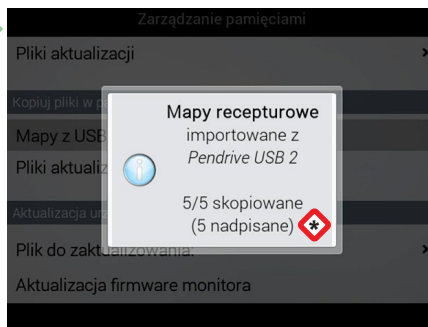 Zarządzanie pamięciami
Pliki aktualizacji
Kopiuj pliki w p
Mapy z USB
Pliki aktualiz
Aktualizacja urz
Plik do zaktualizowania:
Aktualizacja firmware monitora
Mapy recepturowe
importowane z
Pendrive USB 2
5/5 skopiowane
(5 nadpisane) *